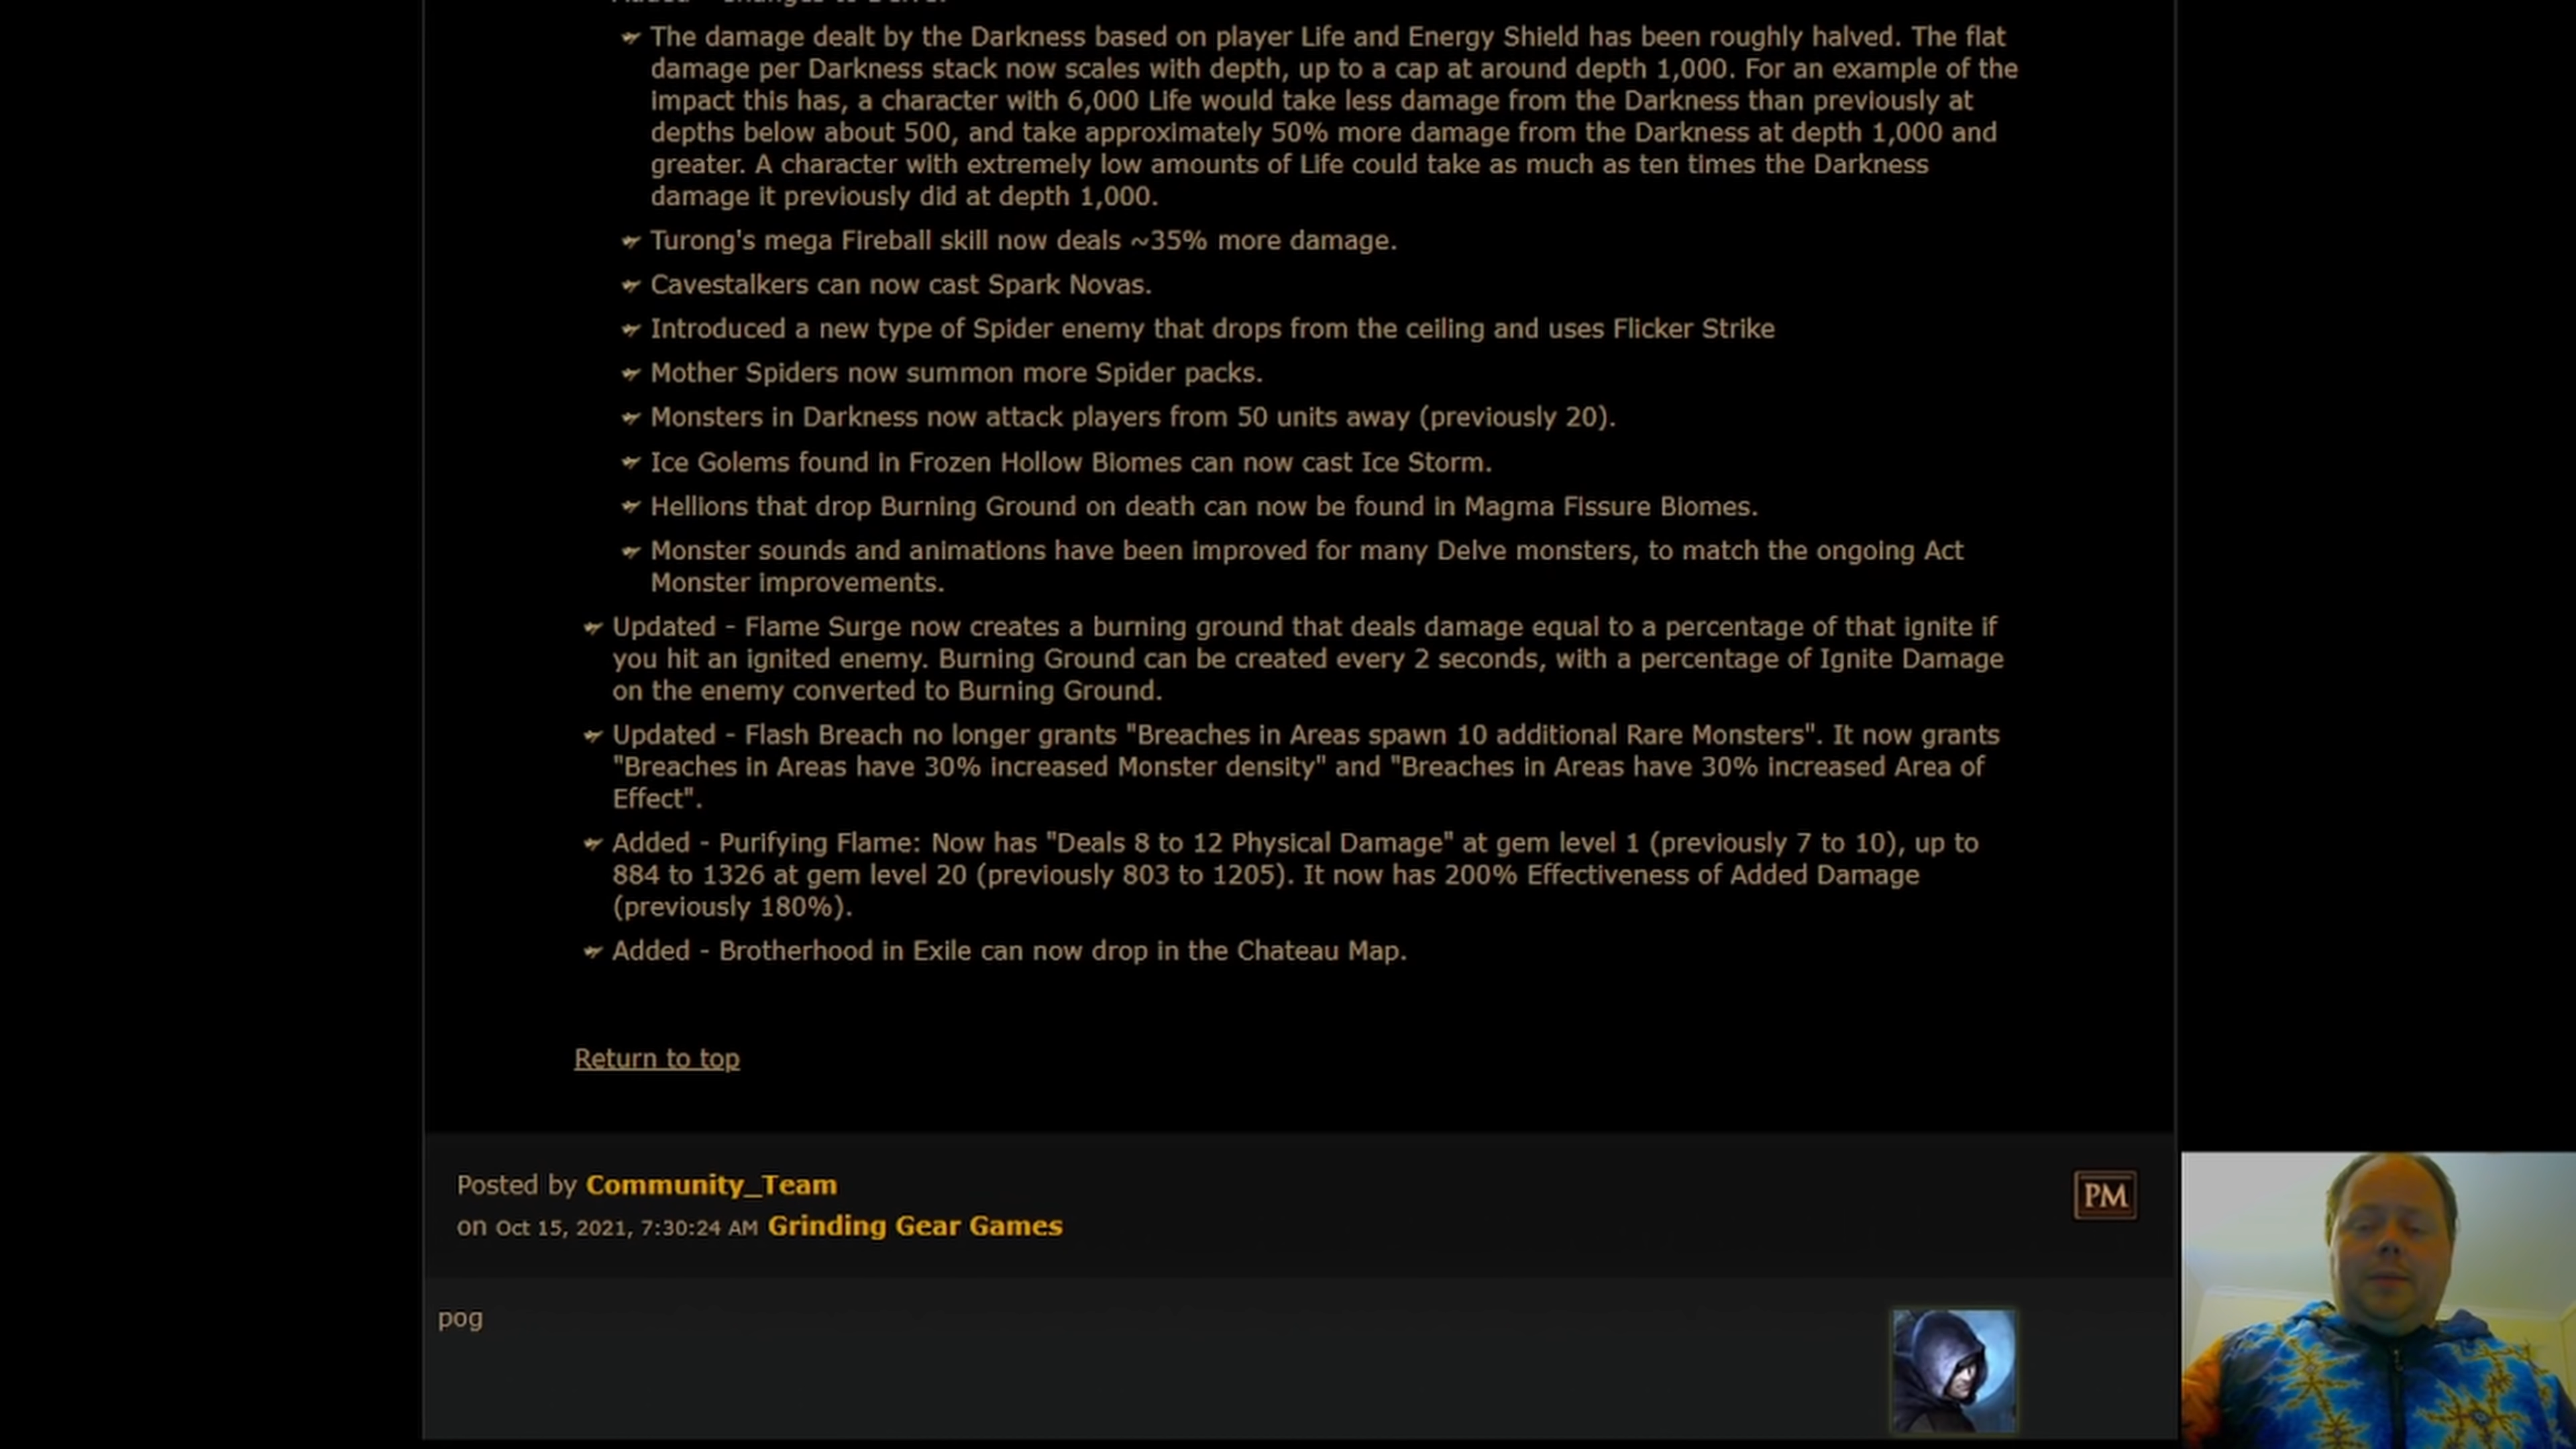 Added - Changes to Delve:
The damage dealt by the Darkness based on player Life and Energy Shield has been roughly halved. The flat
damage per Darkness stack now scales with depth, up to a cap at around depth 1,000. For an example of the
impact this has, a character with 6,000 Life would take less damage from the Darkness than previously at
depths below about 500, and take approximately 50% more damage from the Darkness at depth 1,000 and
greater. A character with extremely low amounts of Life could take as much as ten times the Darkness
damage it previously did at depth 1,000.
Turong's mega Fireball skill now deals ~35% more damage.
Cavestalkers can now cast Spark Novas.
Introduced a new type of Spider enemy that drops from the ceiling and uses Flicker Strike
Mother Spiders now summon more Spider packs.
Monsters in Darkness now attack players from 50 units away (previously 20).
Ice Golems found in Frozen Hollow Biomes can now cast Ice Storm.
Hellions that drop Burning Ground on death can now be found in Magma Fissure Biomes.
Monster sounds and animations have been improved for many Delve monsters, to match the ongoing Act
Monster improvements.
Updated - Flame Surge now creates a burning ground that deals damage equal to a percentage of that ignite if
you hit an ignited enemy. Burning Ground can be created every 2 seconds, with a percentage of Ignite Damage
on the enemy converted to Burning Ground.
Updated - Flash Breach no longer grants "Breaches in Areas spawn 10 additional Rare Monsters". It now grants
"Breaches in Areas have 30% increased Monster density" and "Breaches in Areas have 30% increased Area of
Effect".
Added - Purifying Flame: Now has "Deals 8 to 12 Physical Damage" at gem level 1 (previously 7 to 10), up to
884 to 1326 at gem level 20 (previously 803 to 1205). It now has 200% Effectiveness of Added Damage
(previously 180%).
Added - Brotherhood in Exile can now drop in the Chateau Map.
Return to top
Posted by Community_Team
PM
on Oct 15, 2021, 7:30:24 AM Grinding Gear Games
pog